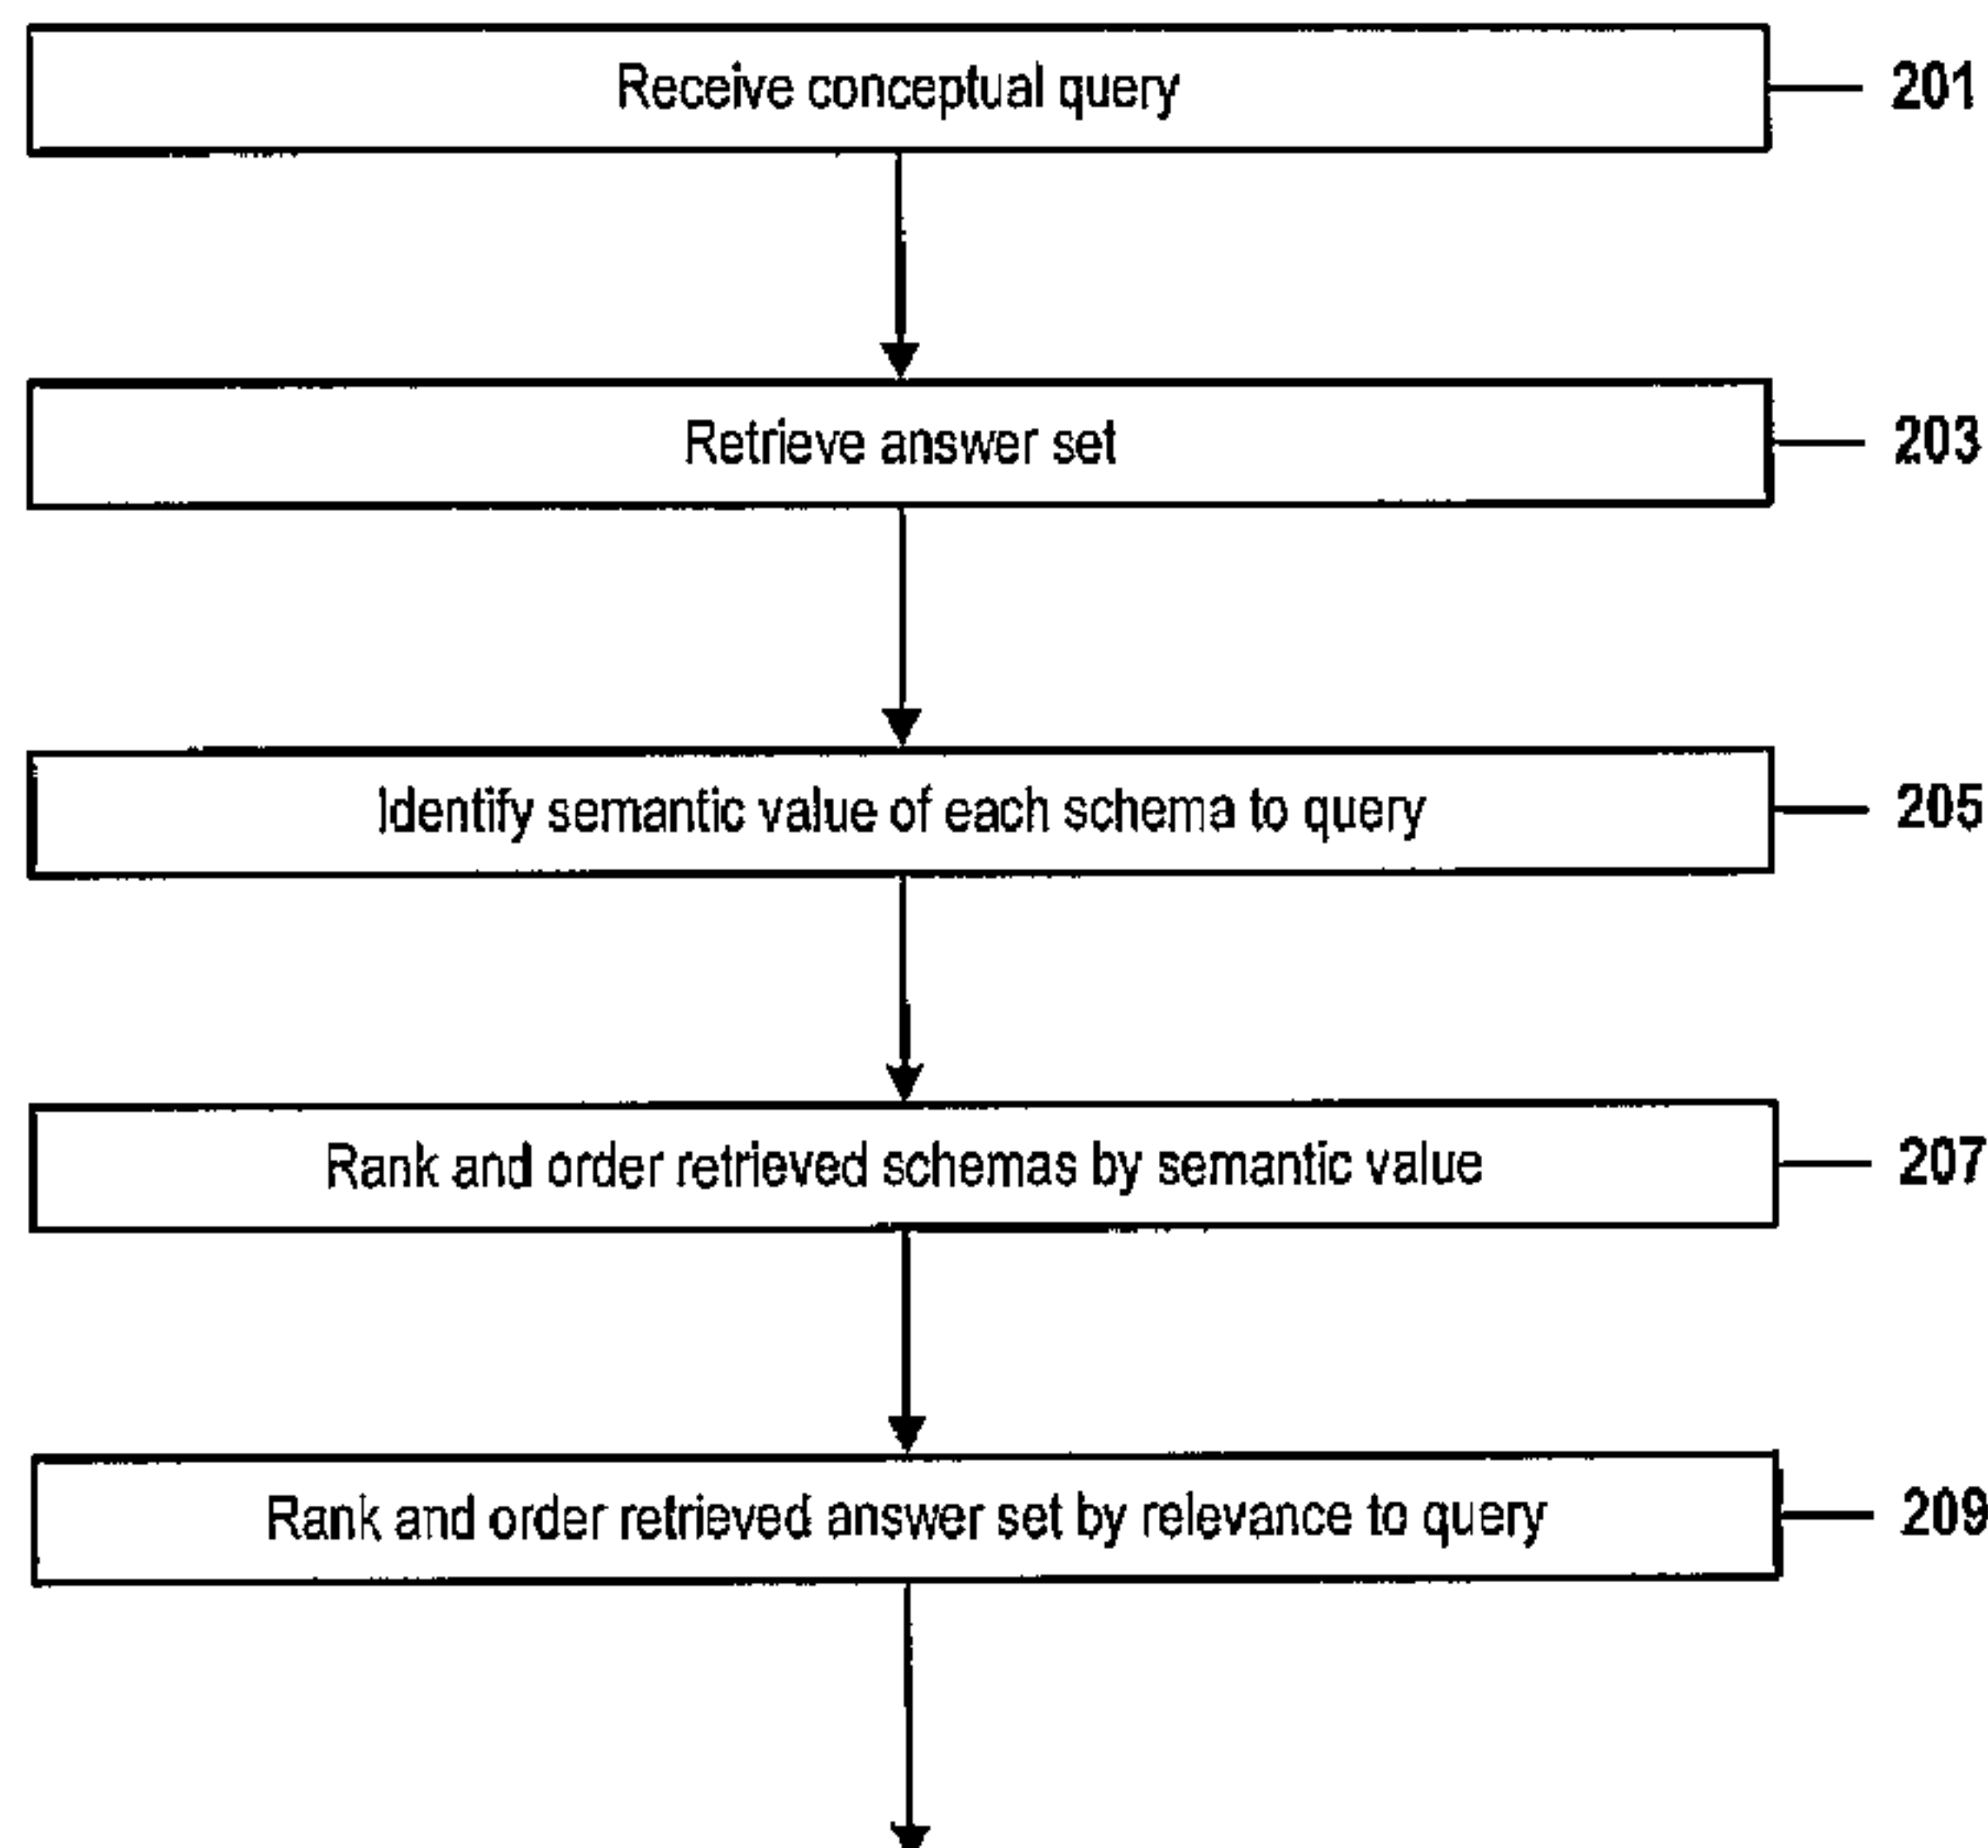 Receive conceptual query 201
Retrieve answer set 203
Identify semantic value of each schema to query 205
Rank and order retrieved schemas by semantic value 207
Rank and order retrieved answer set by relevance to query 209